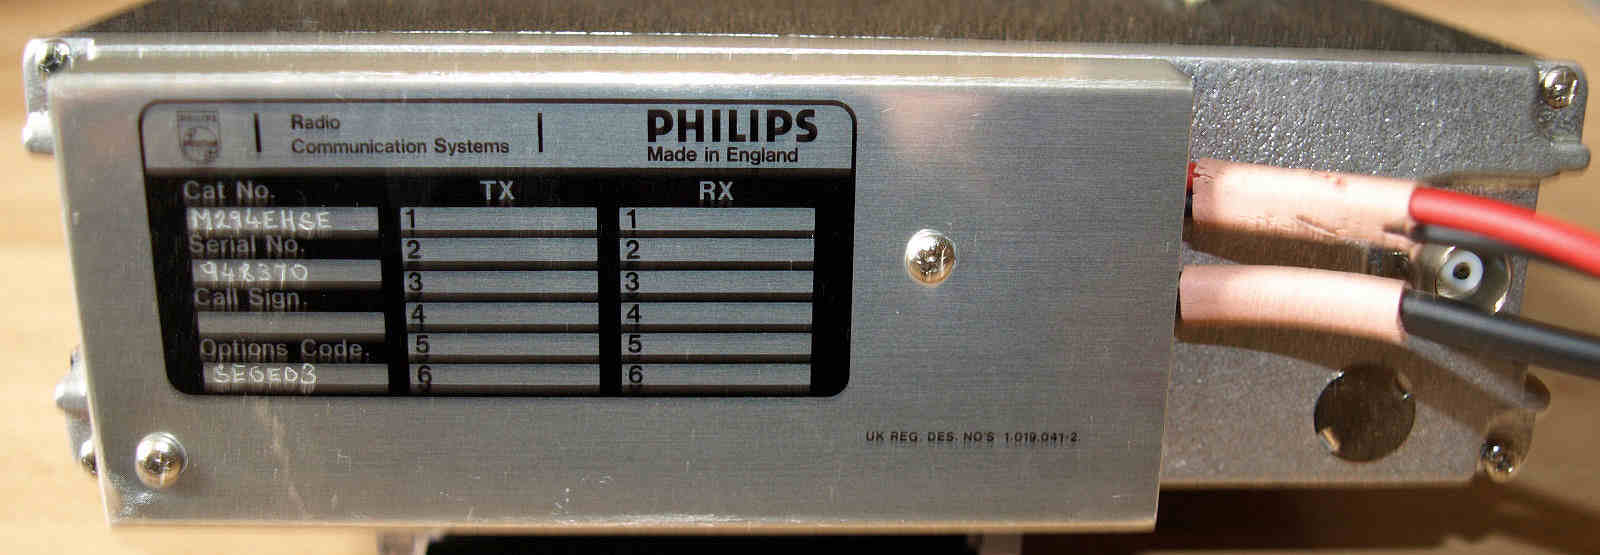 PHILIPS
Radio
Communication Systems
PHILIPS
Made in England
Cat No.
M294EHSE
Serial No.
948370
Call Sign.
Options Code.
SEGE03
TX
1
2
3
4
5
6
RX
1
2
3
4
5
6
UK REG. DES. NO'S 1.019.041-2.